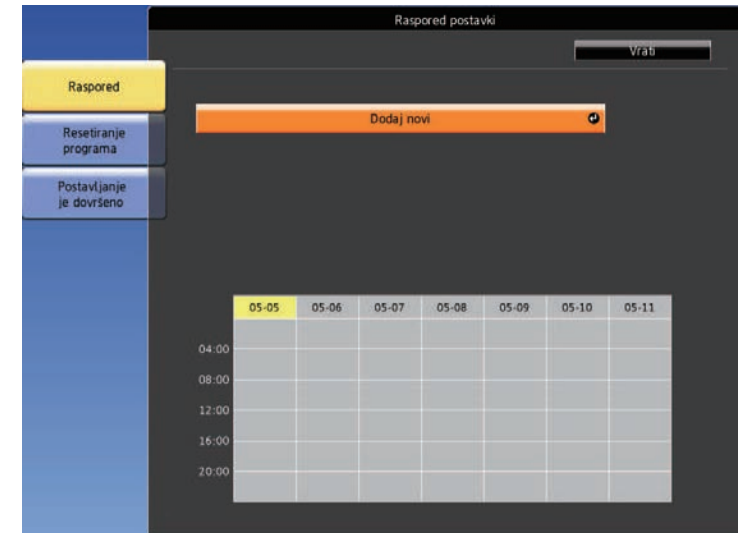 Raspored postavki
Vrati
Raspored
Resetiranje
programa
Postavljanje
je dovršeno
Dodaj novi
05-05 05-06 05-07 05-08 05-09 05-10 05-11
04:00
08:00
12:00
16:00
20:00